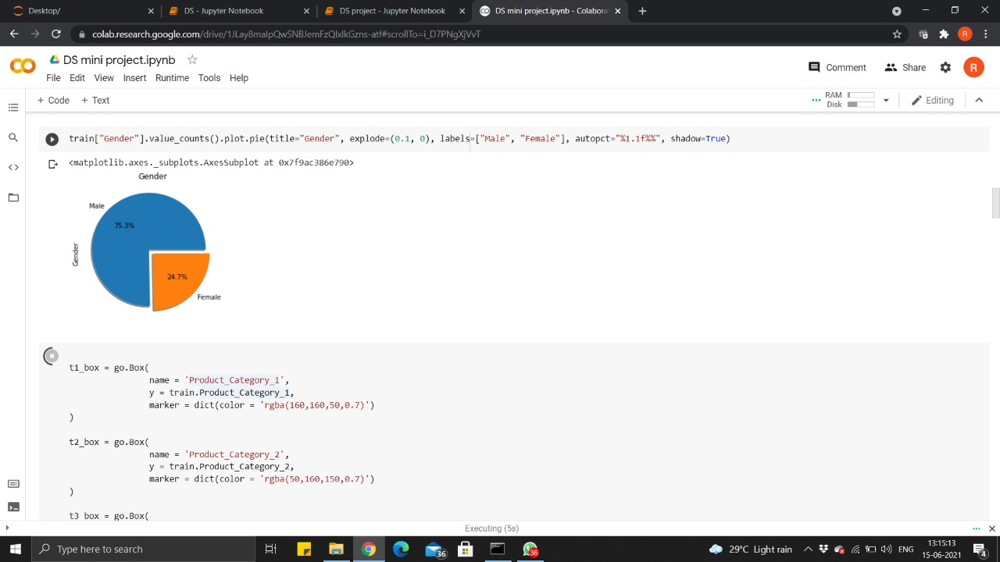 Desktop/
DS - Jupyter Notebook
DS project - Jupyter Notebook
DS mini project.ipynb - Colabora
colab.research.google.com/drive/1JLay8malpQwSNBJemFzQlxlkGzns-atf#scrollTo=i_D7PNgXjVvT
R
DS mini project.ipynb
Comment
Share
R
File Edit View Insert Runtime Tools Help
+ Code + Text
RAM
Disk
Editing
train["Gender"].value_counts().plot.pie(title="Gender", explode=(0.1, 0), labels=["Male", "Female"], autopct="%1.1f%%", shadow=True)
<matplotlib.axes._subplots.AxesSubplot at 0x7f9ac386e790>
Gender
Male
75.3%
Gender
24.7%
Female
t1_box = go.Box(
name = 'Product_Category_1',
y = train.Product_Category_1,
marker = dict(color = 'rgba(160,160,50,0.7)')
)
t2_box = go.Box(
name = 'Product_Category_2',
y = train.Product_Category_2,
marker = dict(color = 'rgba(50,160,150,0.7)')
)
t3_box = go.Box(
Executing (5s)
Type here to search
36
36
29°C Light rain
ENG
13:15:13
15-06-2021
4